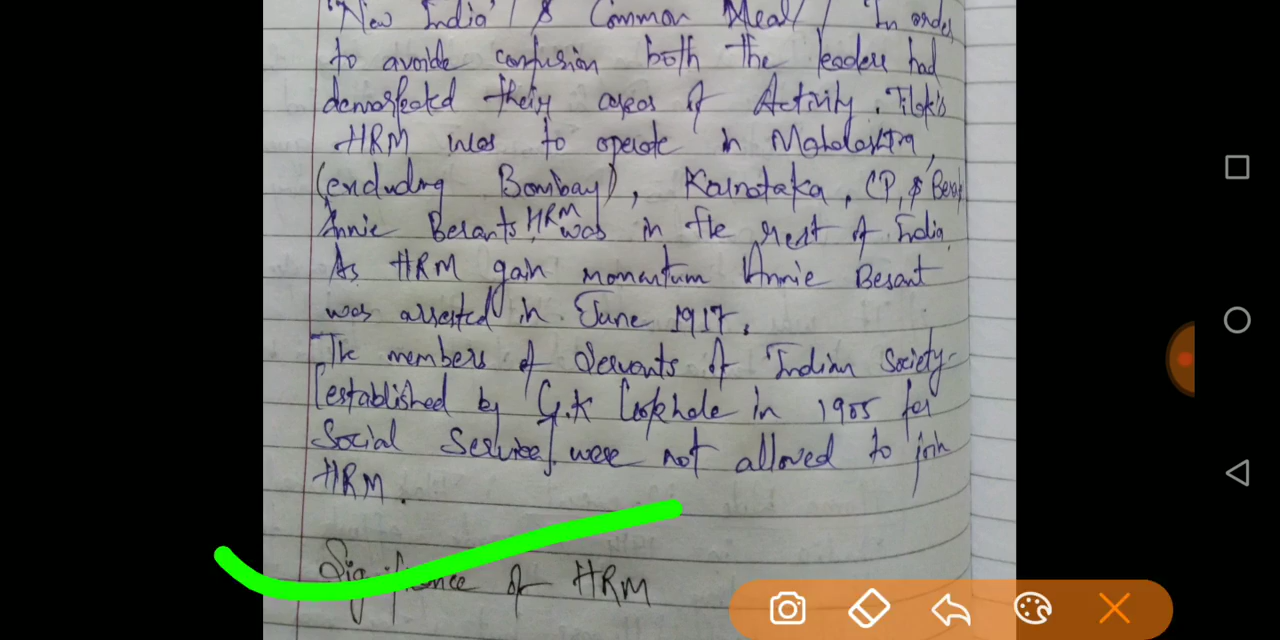 "New India" & Common Weal / In order
to avoide confusion both the leaders had
demarfected their areas of Activity. Tilak's
HRM was to operate in Maharashtra,
(excluding Bombay), Karnataka, CP, & Berar
Annie Besants HRM was in the rest of India
As HRM gain momentum Annie Besant
was arrested in June 1917.
The members of Servants of Indian Society-
[established by G.K Gokhale in 1905 for
Social Service] were not allowed to join
HRM.
Significance of HRM